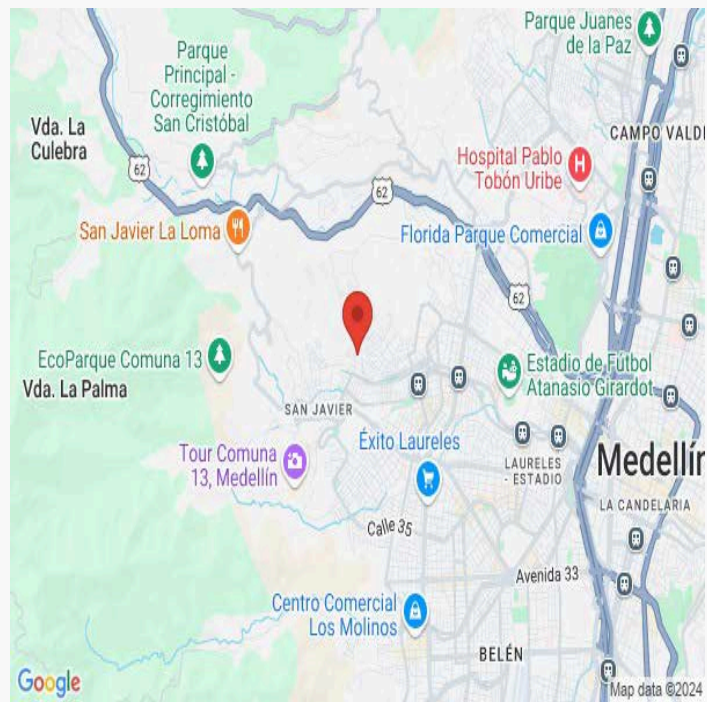 Parque Juanes
de la Paz
Parque
Principal -
Corregimiento
San Cristóbal
Vda. La
Culebra
CAMPO VALDI
Hospital Pablo
Tobón Uribe
62
62
San Javier La Loma
Florida Parque Comercial
62
EcoParque Comuna 13
Estadio de Fútbol
Atanasio Girardot
Vda. La Palma
SAN JAVIER
Tour Comuna
13, Medellín
Éxito Laureles
LAURELES
- ESTADIO
Medellín
LA CANDELARIA
Calle 35
Avenida 33
Centro Comercial
Los Molinos
BELÉN
Google
Map data ©2024